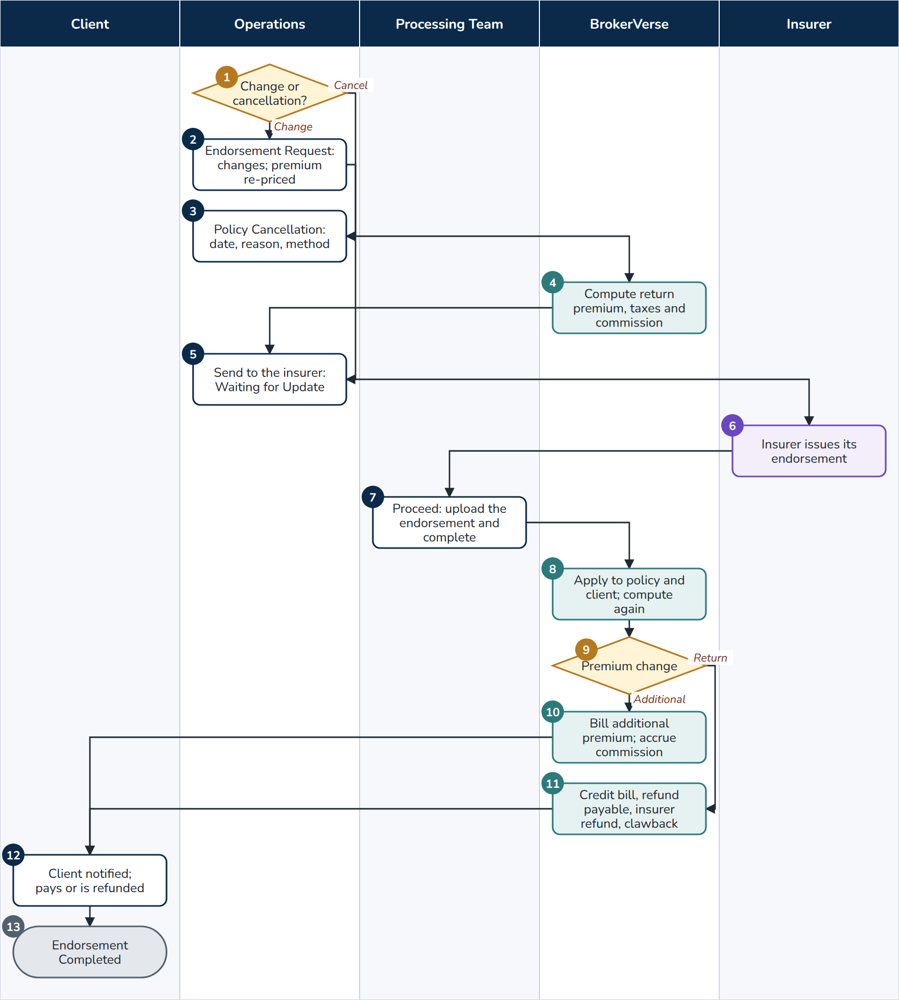 Client
Operations
Processing Team
BrokerVerse
Insurer
1
Change or
cancellation?
Cancel
Change
2
Endorsement Request:
changes; premium
re-priced
3
Policy Cancellation:
date, reason, method
4
Compute return
premium, taxes and
commission
5
Send to the insurer:
Waiting for Update
6
Insurer issues its
endorsement
7
Proceed: upload the
endorsement and
complete
8
Apply to policy and
client; compute
again
9
Premium change
Return
Additional
10
Bill additional
premium; accrue
commission
11
Credit bill, refund
payable, insurer
refund, clawback
12
Client notified;
pays or is refunded
13
Endorsement
Completed